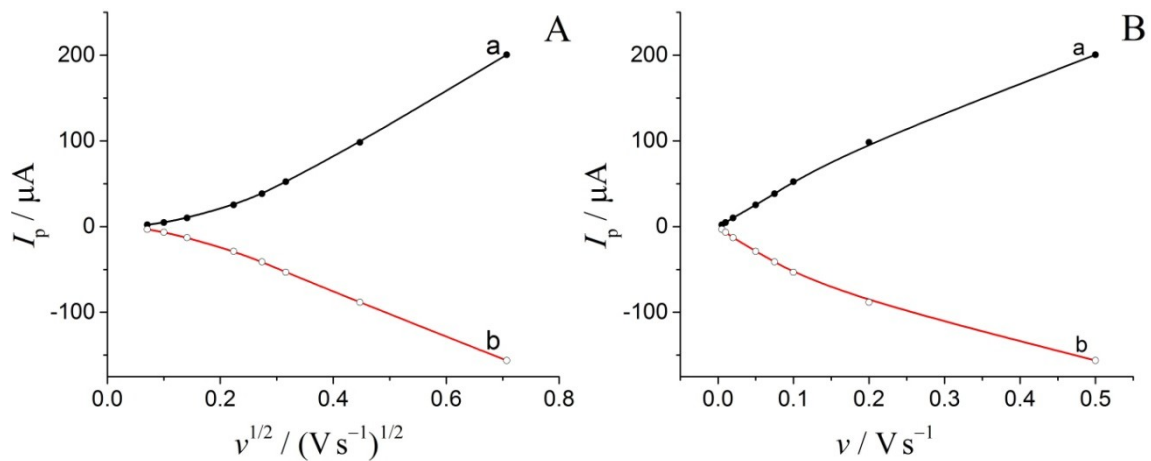 A
a
200
100
0
-100
I_p / µA
b
0.0 0.2 0.4 0.6 0.8
ν^{1/2} / (V s^{−1})^{1/2}
B
a
200
100
0
-100
I_p / µA
b
0.0 0.1 0.2 0.3 0.4 0.5
ν / V s^{−1}